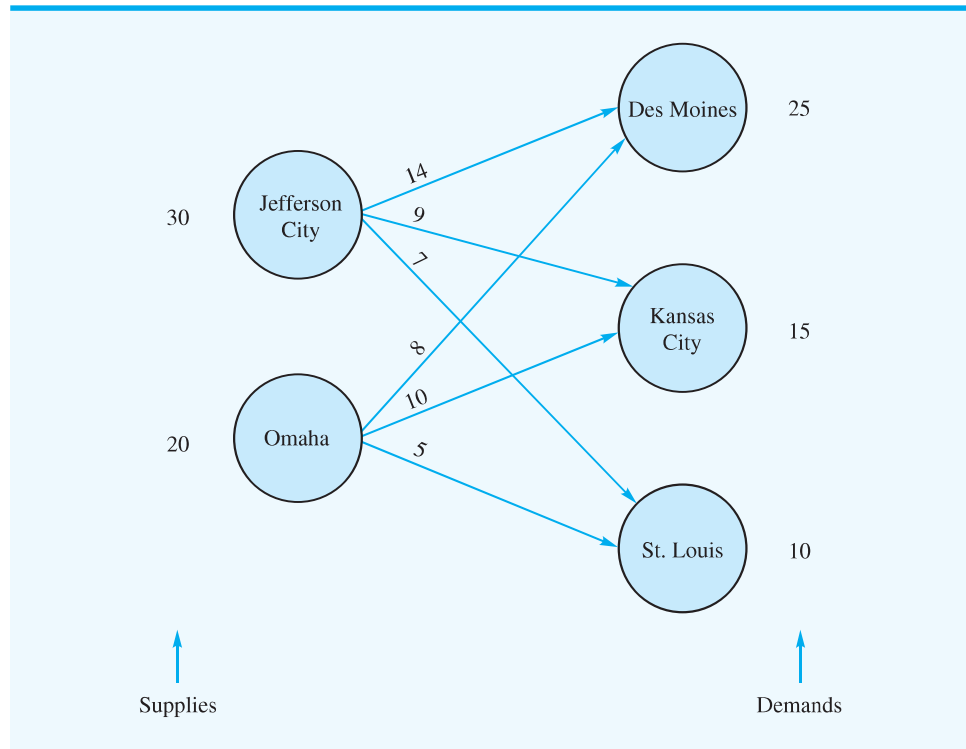 Des Moines
25
14
Jefferson
City
30
9
7
Kansas
City
15
8
10
Omaha
20
5
St. Louis
10
Supplies
Demands